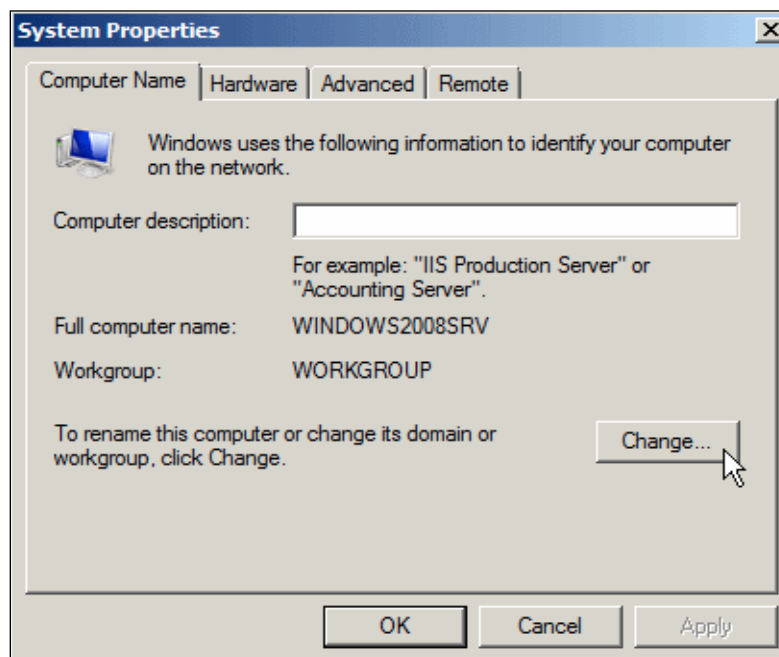 System Properties
Computer Name Hardware Advanced Remote
Windows uses the following information to identify your computer
on the network.
Computer description:
For example: "IIS Production Server" or
"Accounting Server".
Full computer name: WINDOWS2008SRV
Workgroup: WORKGROUP
To rename this computer or change its domain or
workgroup, click Change.
Change...
OK Cancel Apply